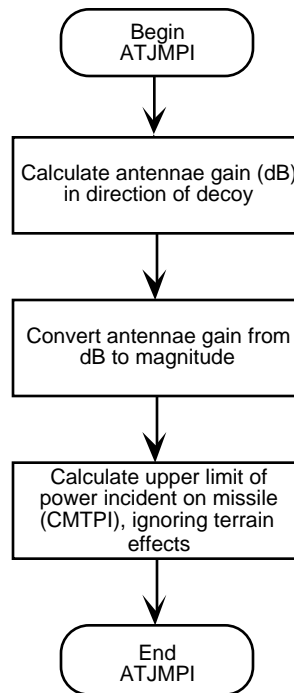 Begin
ATJMPI
Calculate antennae gain (dB)
in direction of decoy
Convert antennae gain from
dB to magnitude
Calculate upper limit of
power incident on missile
(CMTPI), ignoring terrain
effects
End
ATJMPI